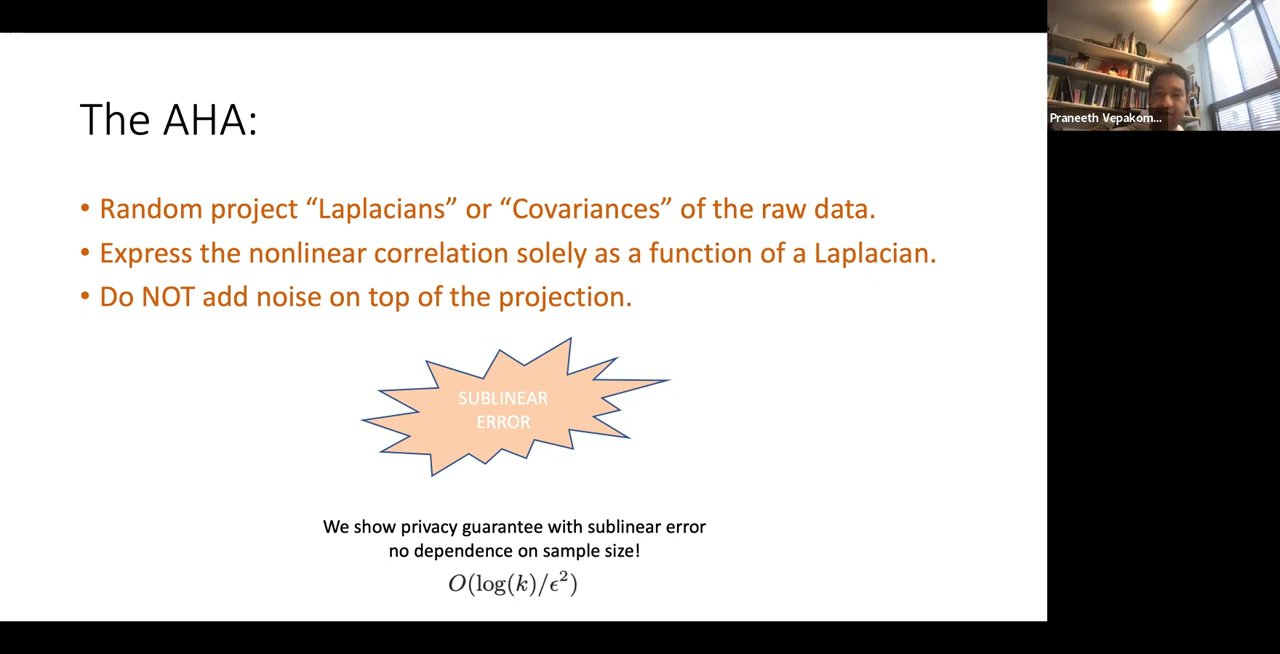 The AHA:
• Random project “Laplacians” or “Covariances” of the raw data.
• Express the nonlinear correlation solely as a function of a Laplacian.
• Do NOT add noise on top of the projection.
SUBLINEAR
ERROR
We show privacy guarantee with sublinear error
no dependence on sample size!
O(log(k)/ϵ²)
Praneeth Vepakom...